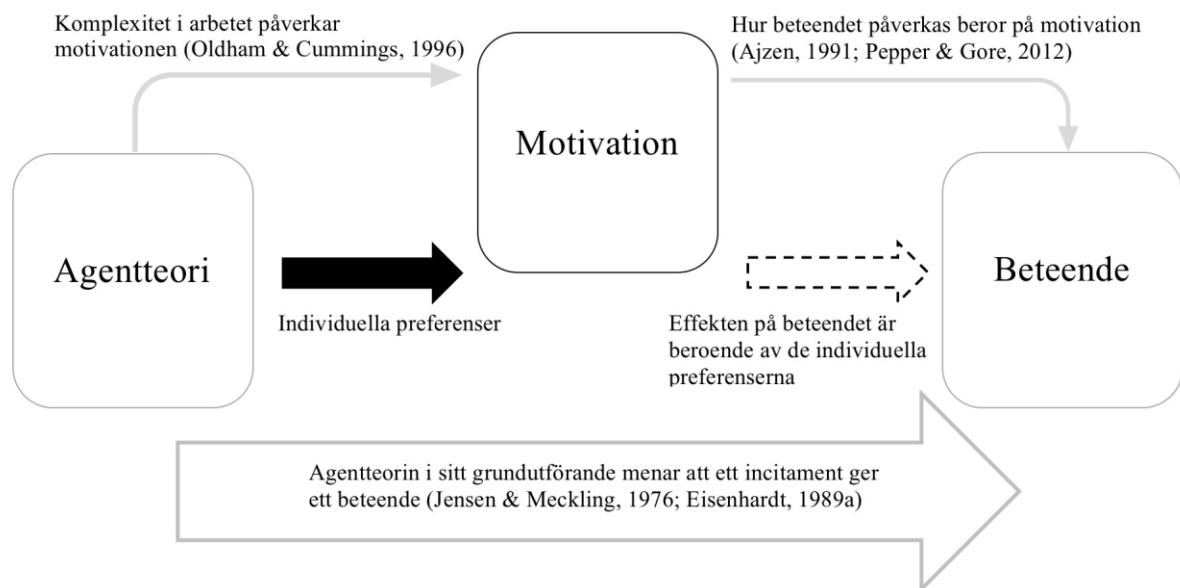 Komplexitet i arbetet påverkar
motivationen (Oldham & Cummings, 1996)
Hur beteendet påverkas beror på motivation
(Ajzen, 1991; Pepper & Gore, 2012)
Motivation
Agentteori
Beteende
Individuella preferenser
Effekten på beteendet är
beroende av de individuella
preferenserna
Agentteorin i sitt grundutförande menar att ett incitament ger
ett beteende (Jensen & Meckling, 1976; Eisenhardt, 1989a)